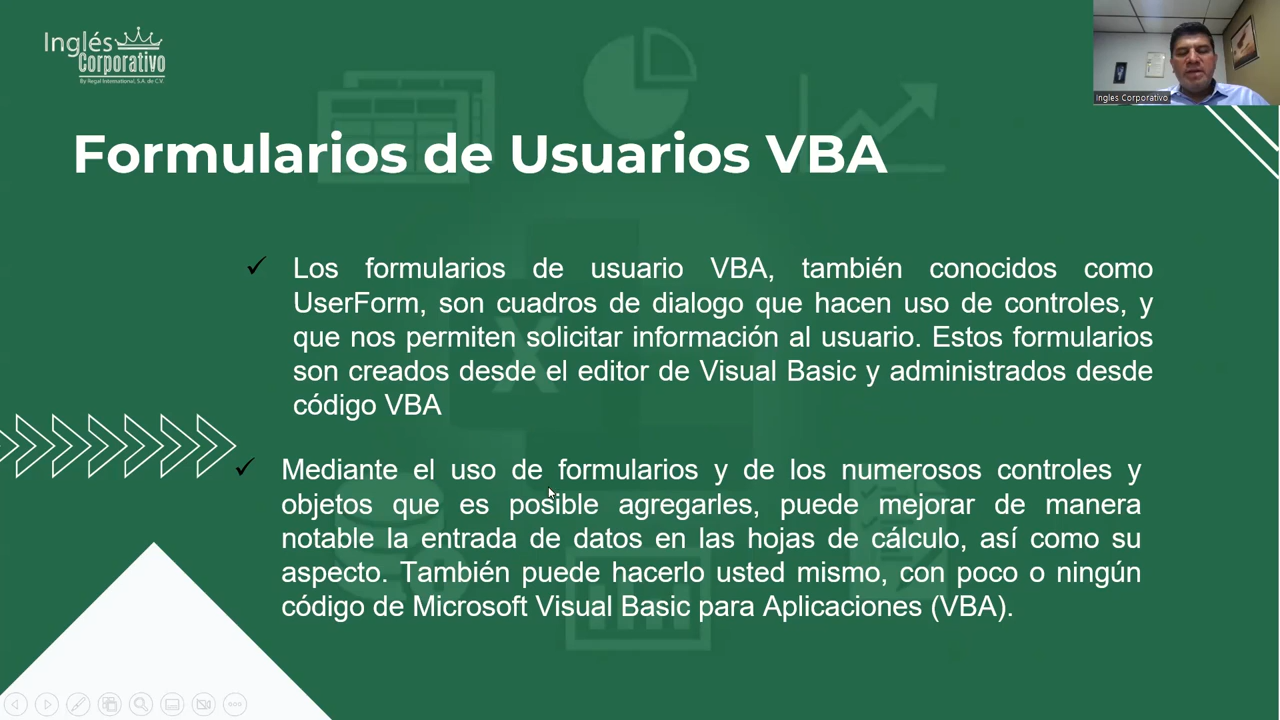 Inglés
Corporativo
By Regal International, S.A. de C.V.
Ingles Corporativo
Formularios de Usuarios VBA
Los formularios de usuario VBA, también conocidos como
UserForm, son cuadros de dialogo que hacen uso de controles, y
que nos permiten solicitar información al usuario. Estos formularios
son creados desde el editor de Visual Basic y administrados desde
código VBA
Mediante el uso de formularios y de los numerosos controles y
objetos que es posible agregarles, puede mejorar de manera
notable la entrada de datos en las hojas de cálculo, así como su
aspecto. También puede hacerlo usted mismo, con poco o ningún
código de Microsoft Visual Basic para Aplicaciones (VBA).